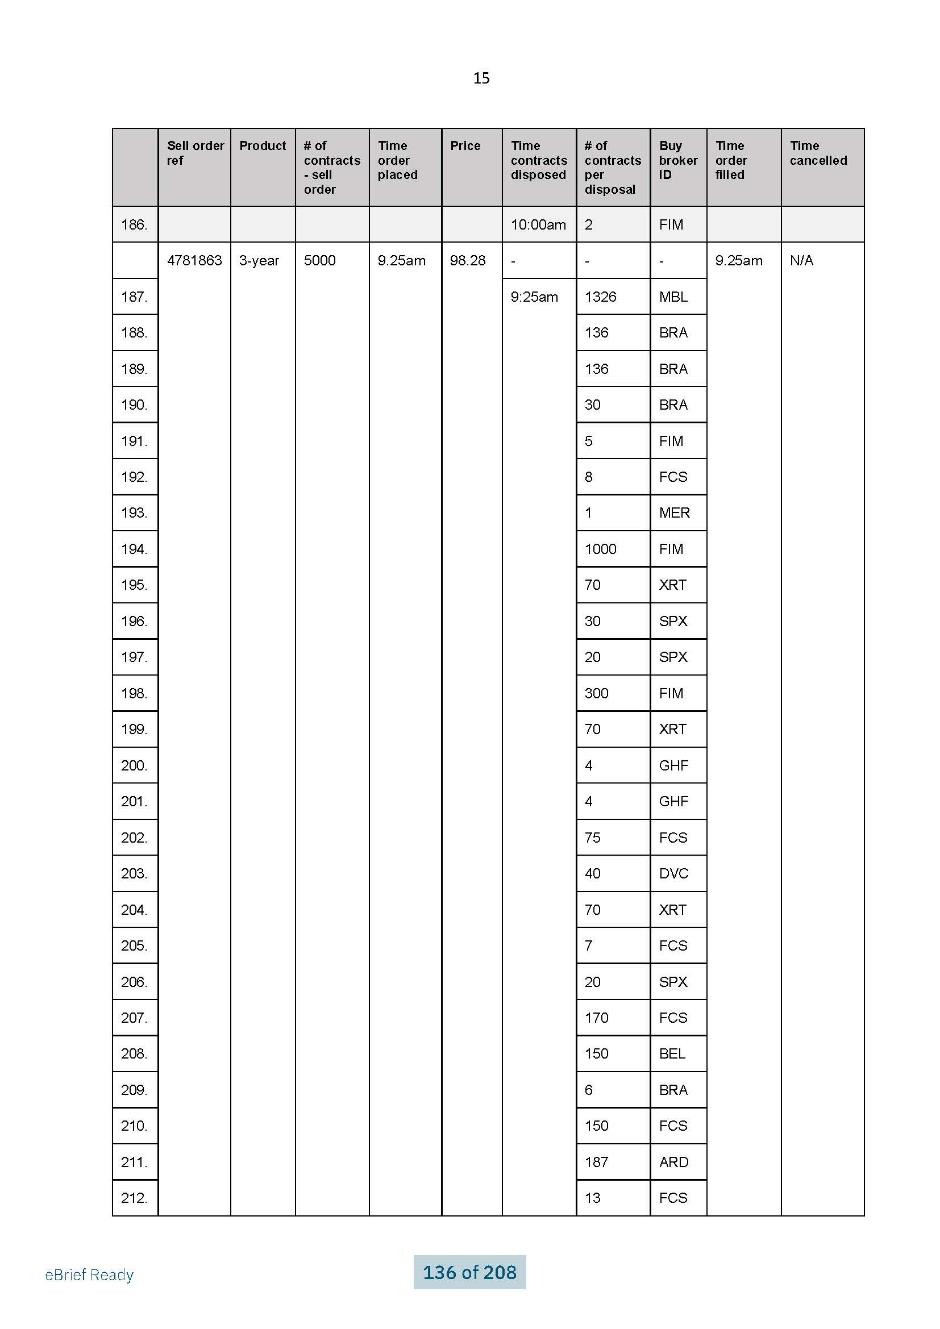 15
Sell order ref | Product | # of contracts - sell order | Time order placed | Price | Time contracts disposed | # of contracts per disposal | Buy broker ID | Time order filled | Time cancelled
186. 10:00am 2 FIM
4781863 3-year 5000 9.25am 98.28 - - - 9.25am N/A
187. 9:25am 1326 MBL
188. 136 BRA
189. 136 BRA
190. 30 BRA
191. 5 FIM
192. 8 FCS
193. 1 MER
194. 1000 FIM
195. 70 XRT
196. 30 SPX
197. 20 SPX
198. 300 FIM
199. 70 XRT
200. 4 GHF
201. 4 GHF
202. 75 FCS
203. 40 DVC
204. 70 XRT
205. 7 FCS
206. 20 SPX
207. 170 FCS
208. 150 BEL
209. 6 BRA
210. 150 FCS
211. 187 ARD
212. 13 FCS
eBrief Ready
136 of 208